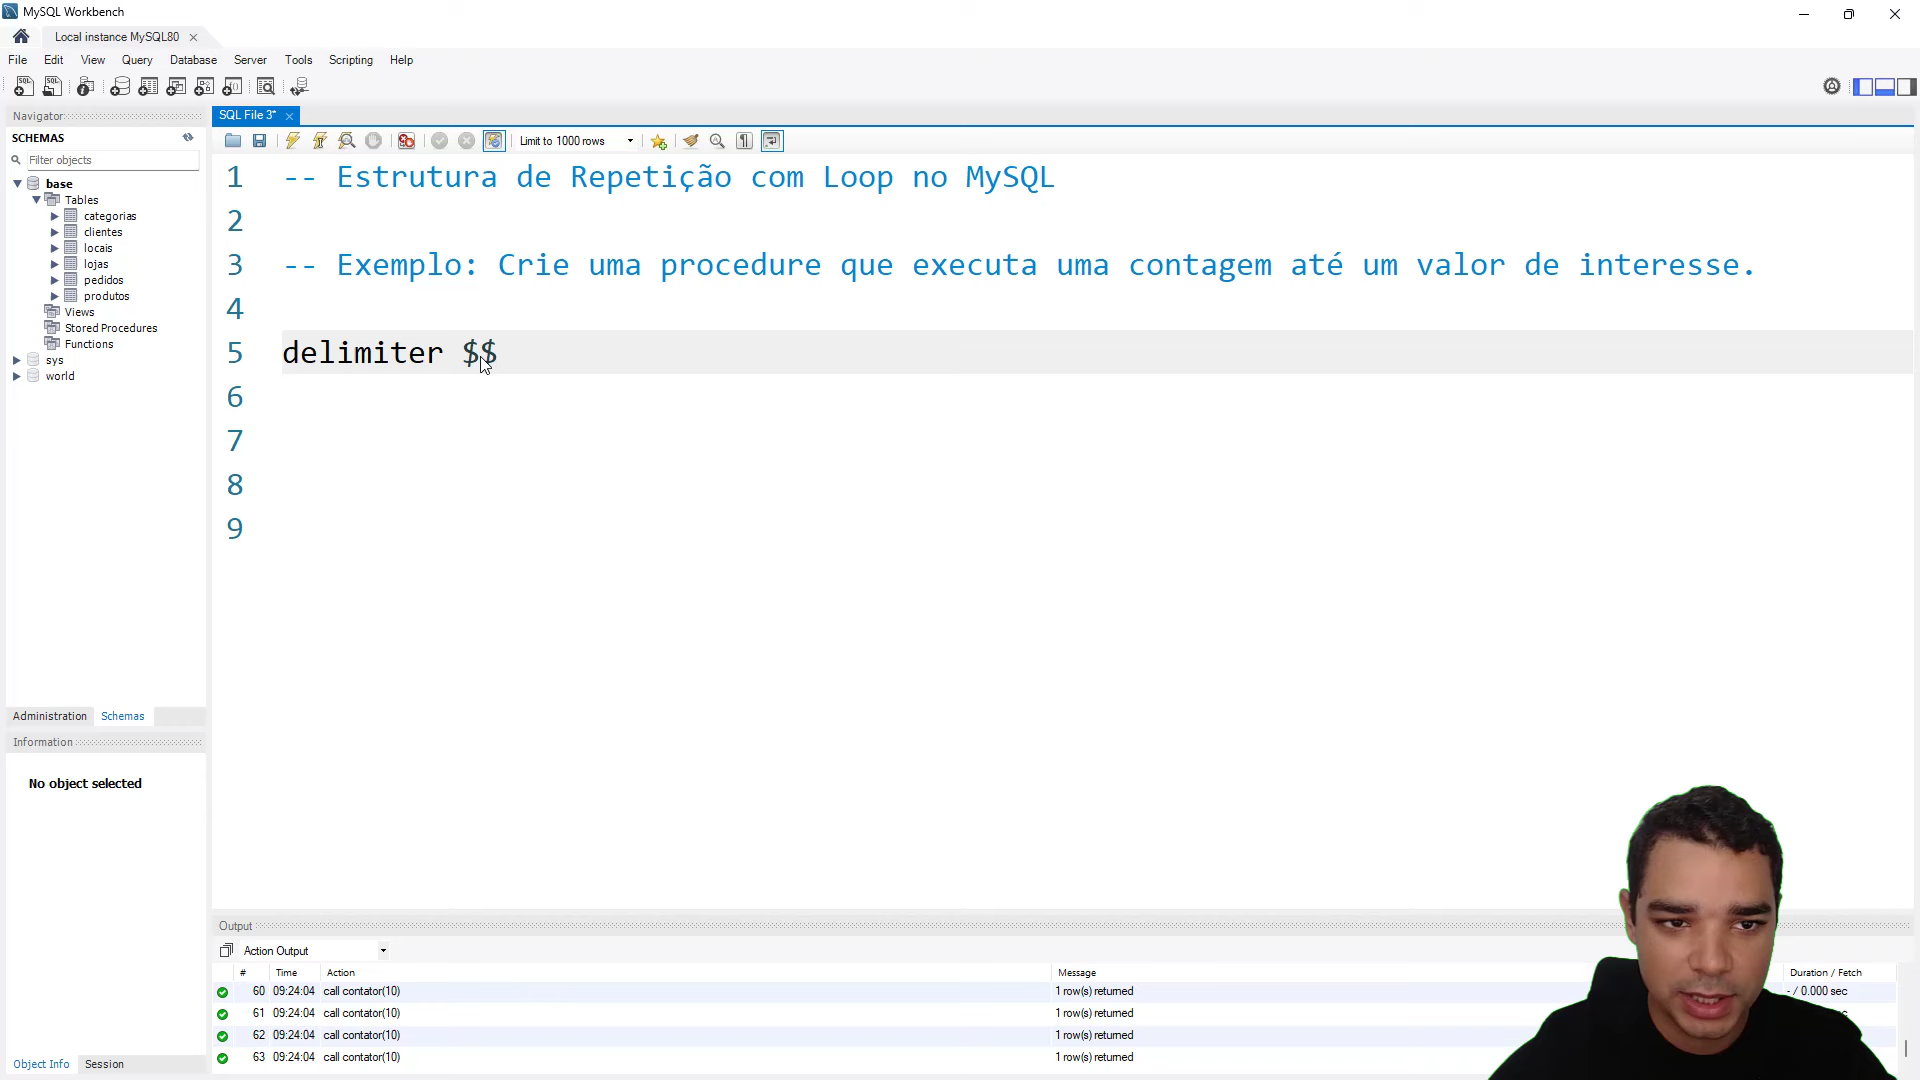 MySQL Workbench
Local instance MySQL80
File Edit View Query Database Server Tools Scripting Help
Navigator
SCHEMAS
Filter objects
base
Tables
categorias
clientes
locais
lojas
pedidos
produtos
Views
Stored Procedures
Functions
sys
world
Administration Schemas
Information
No object selected
Object Info Session
SQL File 3*
Limit to 1000 rows
1 -- Estrutura de Repetição com Loop no MySQL
2
3 -- Exemplo: Crie uma procedure que executa uma contagem até um valor de interesse.
4
5 delimiter $$
6
7
8
9
Output
Action Output
# Time Action Message Duration / Fetch
60 09:24:04 call contator(10) 1 row(s) returned - / 0.000 sec
61 09:24:04 call contator(10) 1 row(s) returned
62 09:24:04 call contator(10) 1 row(s) returned
63 09:24:04 call contator(10) 1 row(s) returned